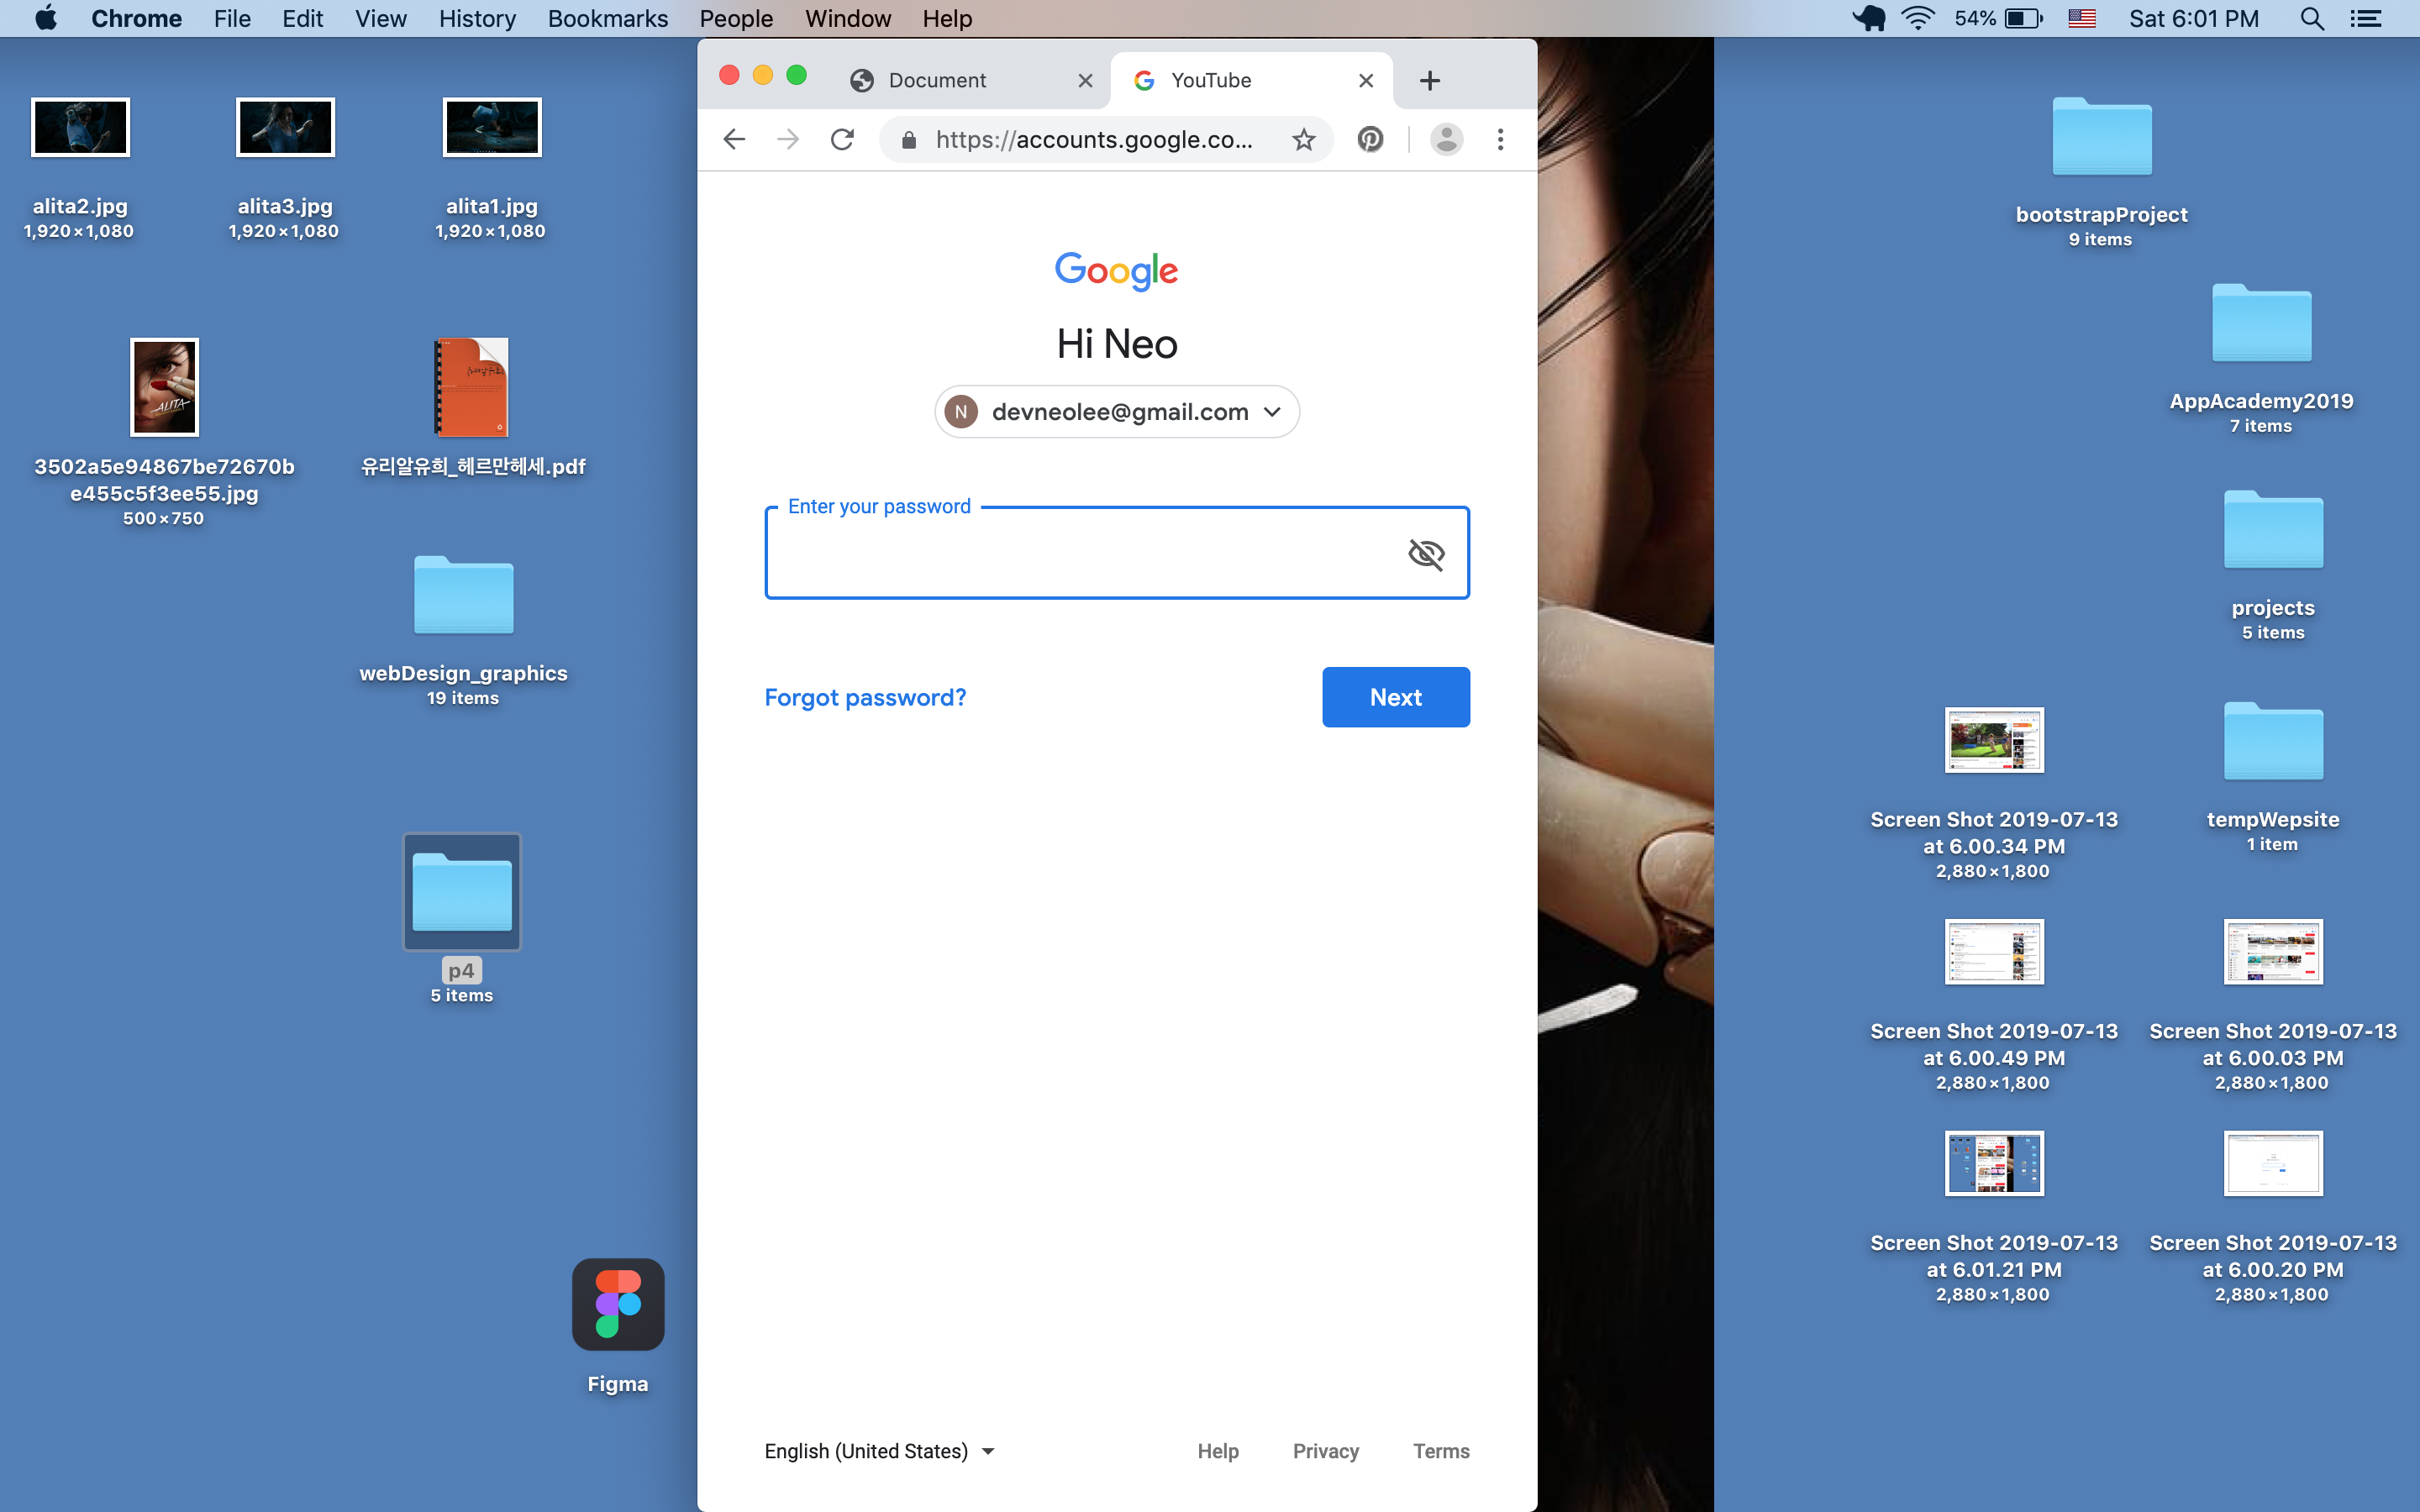 Chrome File Edit View History Bookmarks People Window Help
54% Sat 6:01 PM
alita2.jpg
1,920×1,080
alita3.jpg
1,920×1,080
alita1.jpg
1,920×1,080
3502a5e94867be72670b
e455c5f3ee55.jpg
500×750
ALITA
유리알유희_헤르만헤세.pdf
webDesign_graphics
19 items
p4
5 items
Figma
Document
YouTube
https://accounts.google.co...
Google
Hi Neo
N devneolee@gmail.com
Enter your password
Forgot password?
Next
English (United States)
Help Privacy Terms
bootstrapProject
9 items
AppAcademy2019
7 items
projects
5 items
Screen Shot 2019-07-13
at 6.00.34 PM
2,880×1,800
tempWepsite
1 item
Screen Shot 2019-07-13
at 6.00.49 PM
2,880×1,800
Screen Shot 2019-07-13
at 6.00.03 PM
2,880×1,800
Screen Shot 2019-07-13
at 6.01.21 PM
2,880×1,800
Screen Shot 2019-07-13
at 6.00.20 PM
2,880×1,800